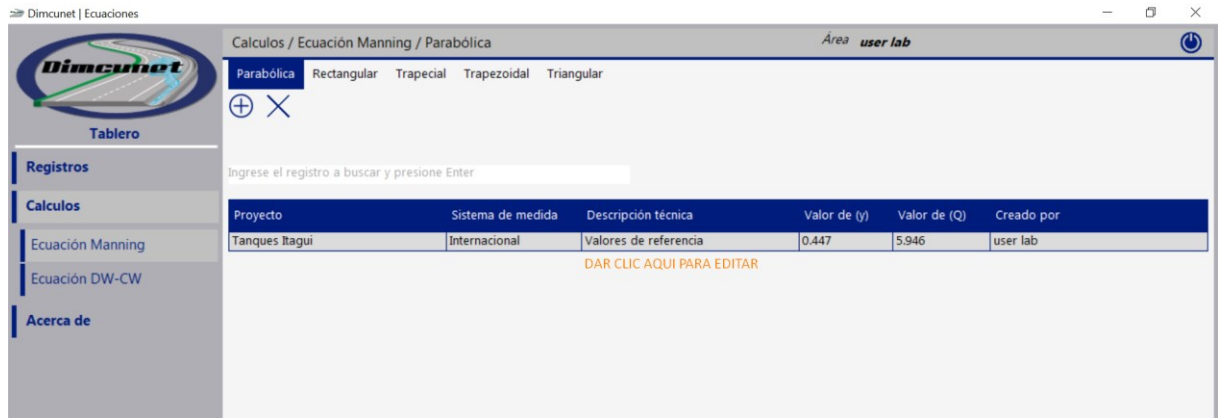 Dimcunet | Ecuaciones
Dimcunet
Tablero
Registros
Calculos
Ecuación Manning
Ecuación DW-CW
Acerca de
Calculos / Ecuación Manning / Parabólica Área user lab
Parabólica Rectangular Trapecial Trapezoidal Triangular
Ingrese el registro a buscar y presione Enter
Proyecto Sistema de medida Descripción técnica Valor de (y) Valor de (Q) Creado por
Tanques Itagui Internacional Valores de referencia 0.447 5.946 user lab
DAR CLIC AQUI PARA EDITAR